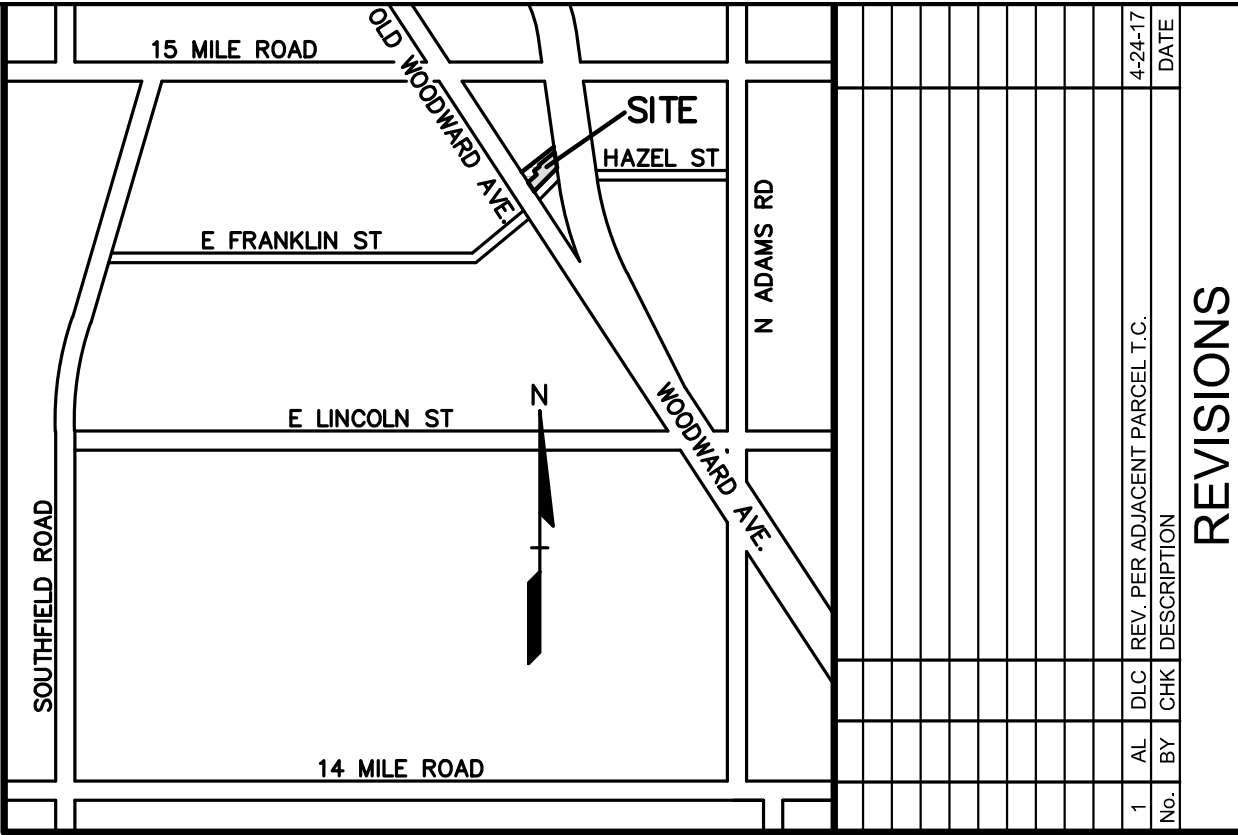 15 MILE ROAD
OLD WOODWARD AVE.
SITE
HAZEL ST
E FRANKLIN ST
N ADAMS RD
N
E LINCOLN ST
WOODWARD AVE.
SOUTHFIELD ROAD
14 MILE ROAD
1 AL DLC REV. PER ADJACENT PARCEL T.C. 4-24-17
No. BY CHK DESCRIPTION DATE
REVISIONS